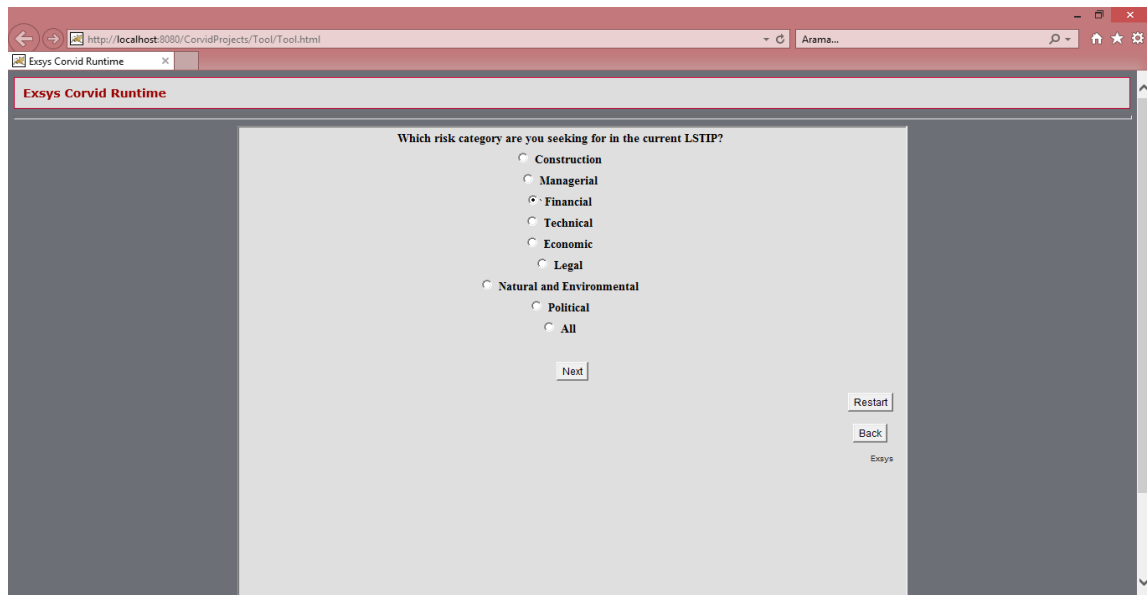 http://localhost:8080/CorvidProjects/Tool/Tool.html
Arama...
Exsys Corvid Runtime
Exsys Corvid Runtime
Which risk category are you seeking for in the current LSTIP?
Construction
Managerial
Financial
Technical
Economic
Legal
Natural and Environmental
Political
All
Next
Restart
Back
Exsys